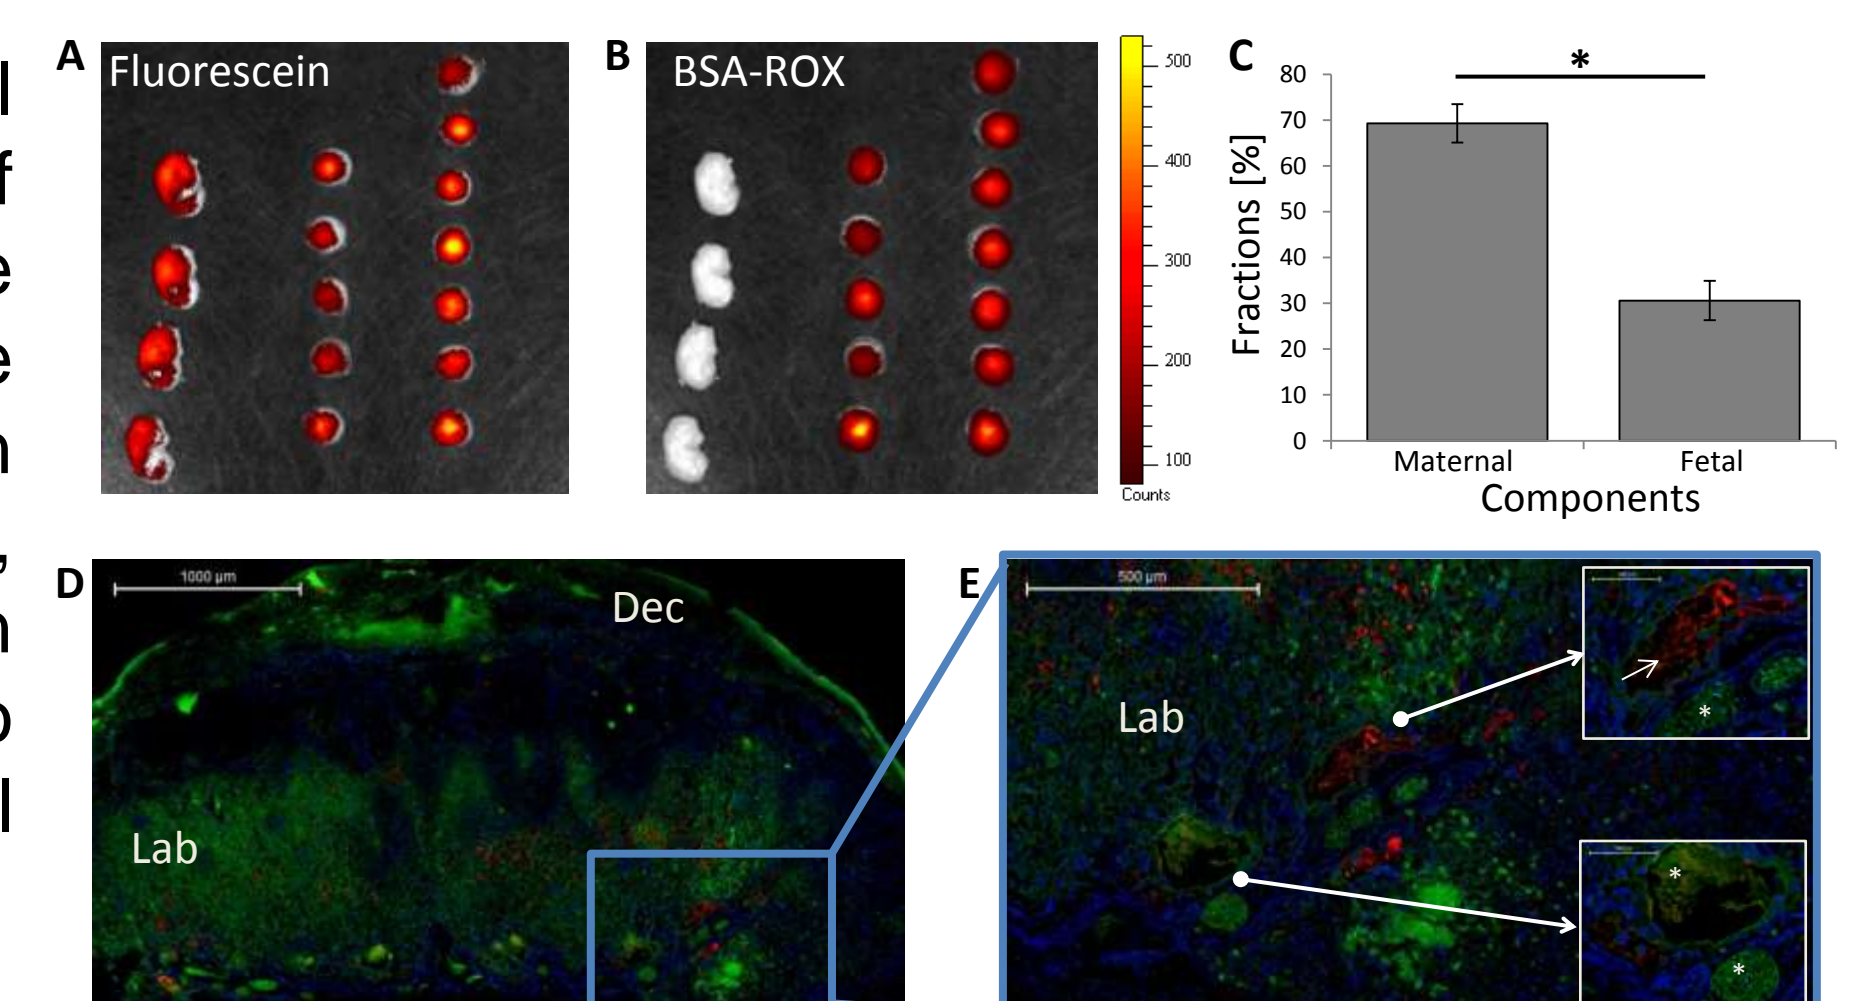 l
f
e
e
n
,
n
o
l
A
Fluorescein
B
BSA-ROX
500
400
300
200
100
Counts
C
*
80
70
60
50
40
30
20
10
0
Fractions [%]
Maternal
Fetal
Components
D
1000 µm
Dec
Lab
E
500 µm
Lab
*
*
*